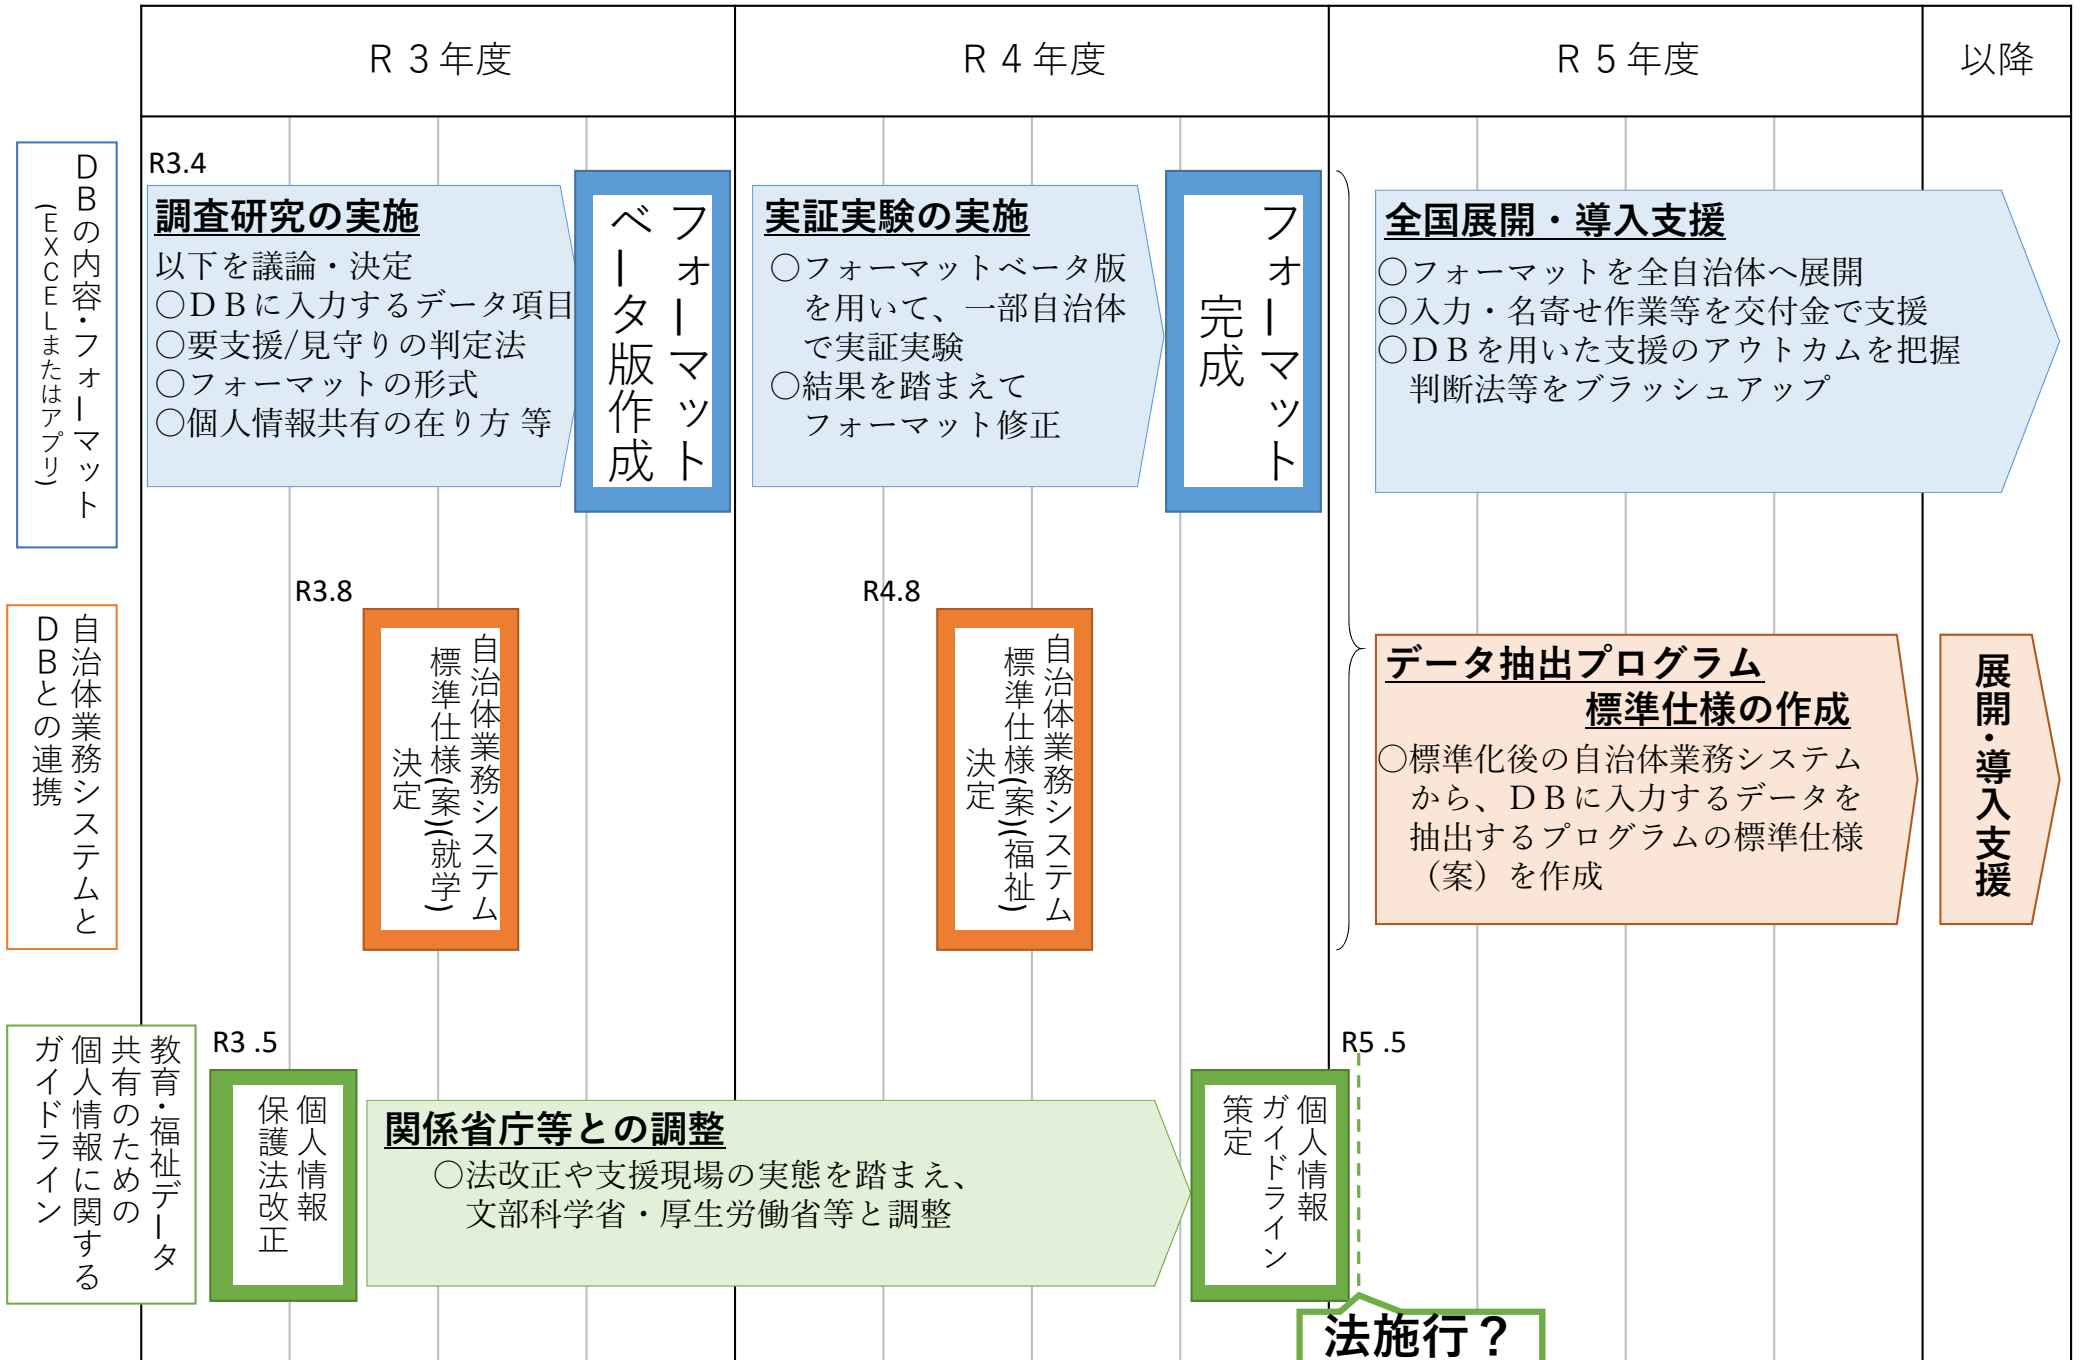 R３年度
R４年度
R５年度
以降
DBの内容・フォーマット
(EXCELまたはアプリ)
R3.4
調査研究の実施
以下を議論・決定
○DBに入力するデータ項目
○要支援/見守りの判定法
○フォーマットの形式
○個人情報共有の在り方 等
フォーマット
ベータ版作成
実証実験の実施
○フォーマットベータ版
を用いて、一部自治体
で実証実験
○結果を踏まえて
フォーマット修正
フォーマット
完成
全国展開・導入支援
○フォーマットを全自治体へ展開
○入力・名寄せ作業等を交付金で支援
○DBを用いた支援のアウトカムを把握
判断法等をブラッシュアップ
自治体業務システムと
DBとの連携
R3.8
自治体業務システム
標準仕様(案)(就学)
決定
R4.8
自治体業務システム
標準仕様(案)(福祉)
決定
データ抽出プログラム
標準仕様の作成
○標準化後の自治体業務システム
から、DBに入力するデータを
抽出するプログラムの標準仕様
（案）を作成
展開・導入支援
教育・福祉データ
共有のための
個人情報に関する
ガイドライン
R3 .5
個人情報
保護法改正
関係省庁等との調整
○法改正や支援現場の実態を踏まえ、
文部科学省・厚生労働省等と調整
個人情報
ガイドライン
策定
R5 .5
法施行？